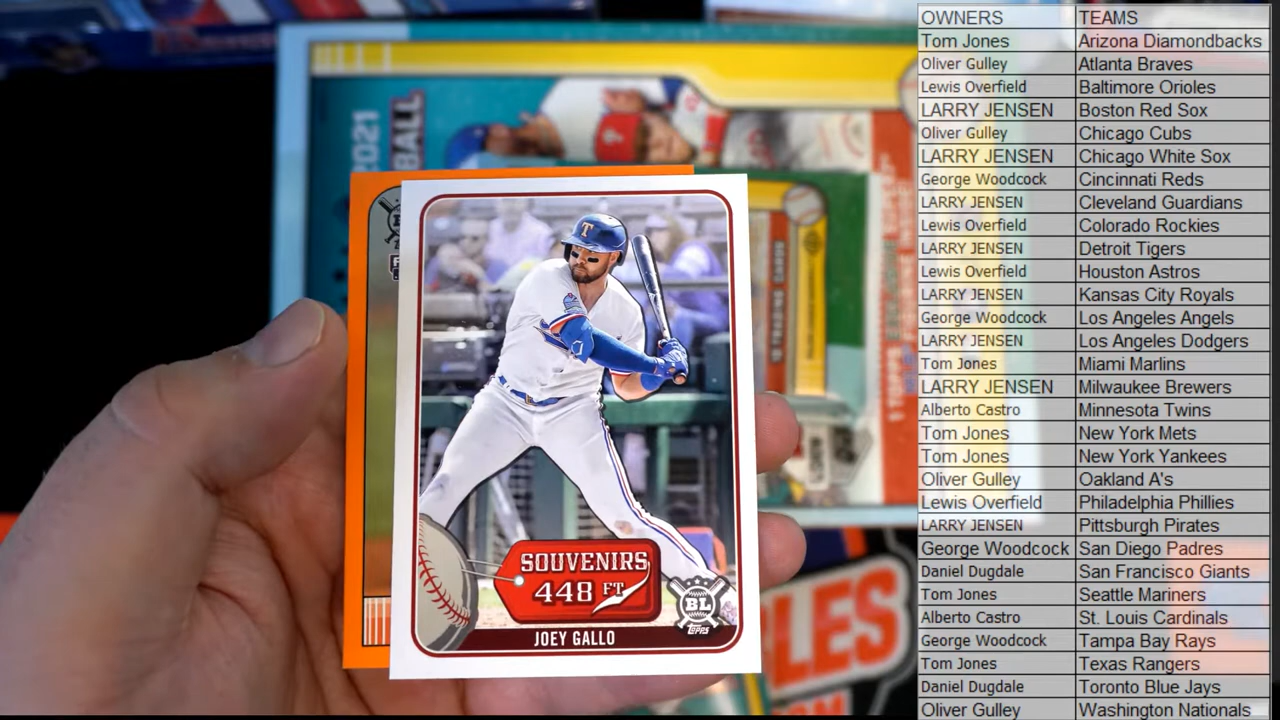 2021
BALL
T
SOUVENIRS
448 FT
JOEY GALLO
BL
TOPPS
LES
OWNERS TEAMS
Tom Jones Arizona Diamondbacks
Oliver Gulley Atlanta Braves
Lewis Overfield Baltimore Orioles
LARRY JENSEN Boston Red Sox
Oliver Gulley Chicago Cubs
LARRY JENSEN Chicago White Sox
George Woodcock Cincinnati Reds
LARRY JENSEN Cleveland Guardians
Lewis Overfield Colorado Rockies
LARRY JENSEN Detroit Tigers
Lewis Overfield Houston Astros
LARRY JENSEN Kansas City Royals
George Woodcock Los Angeles Angels
LARRY JENSEN Los Angeles Dodgers
Tom Jones Miami Marlins
LARRY JENSEN Milwaukee Brewers
Alberto Castro Minnesota Twins
Tom Jones New York Mets
Tom Jones New York Yankees
Oliver Gulley Oakland A's
Lewis Overfield Philadelphia Phillies
LARRY JENSEN Pittsburgh Pirates
George Woodcock San Diego Padres
Daniel Dugdale San Francisco Giants
Tom Jones Seattle Mariners
Alberto Castro St. Louis Cardinals
George Woodcock Tampa Bay Rays
Tom Jones Texas Rangers
Daniel Dugdale Toronto Blue Jays
Oliver Gulley Washington Nationals